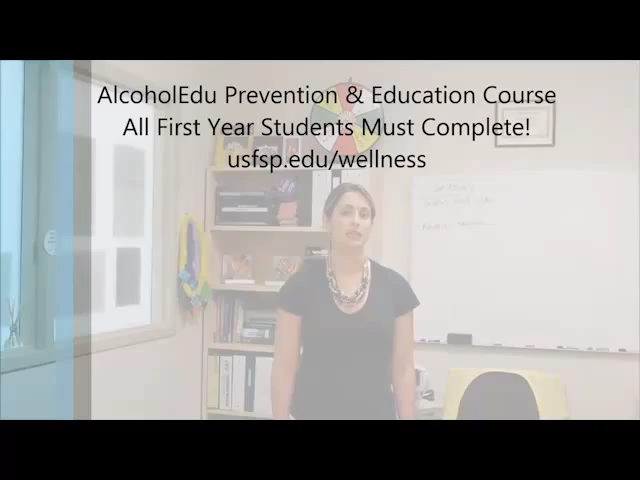 AlcoholEdu Prevention & Education Course
All First Year Students Must Complete!
usfsp.edu/wellness